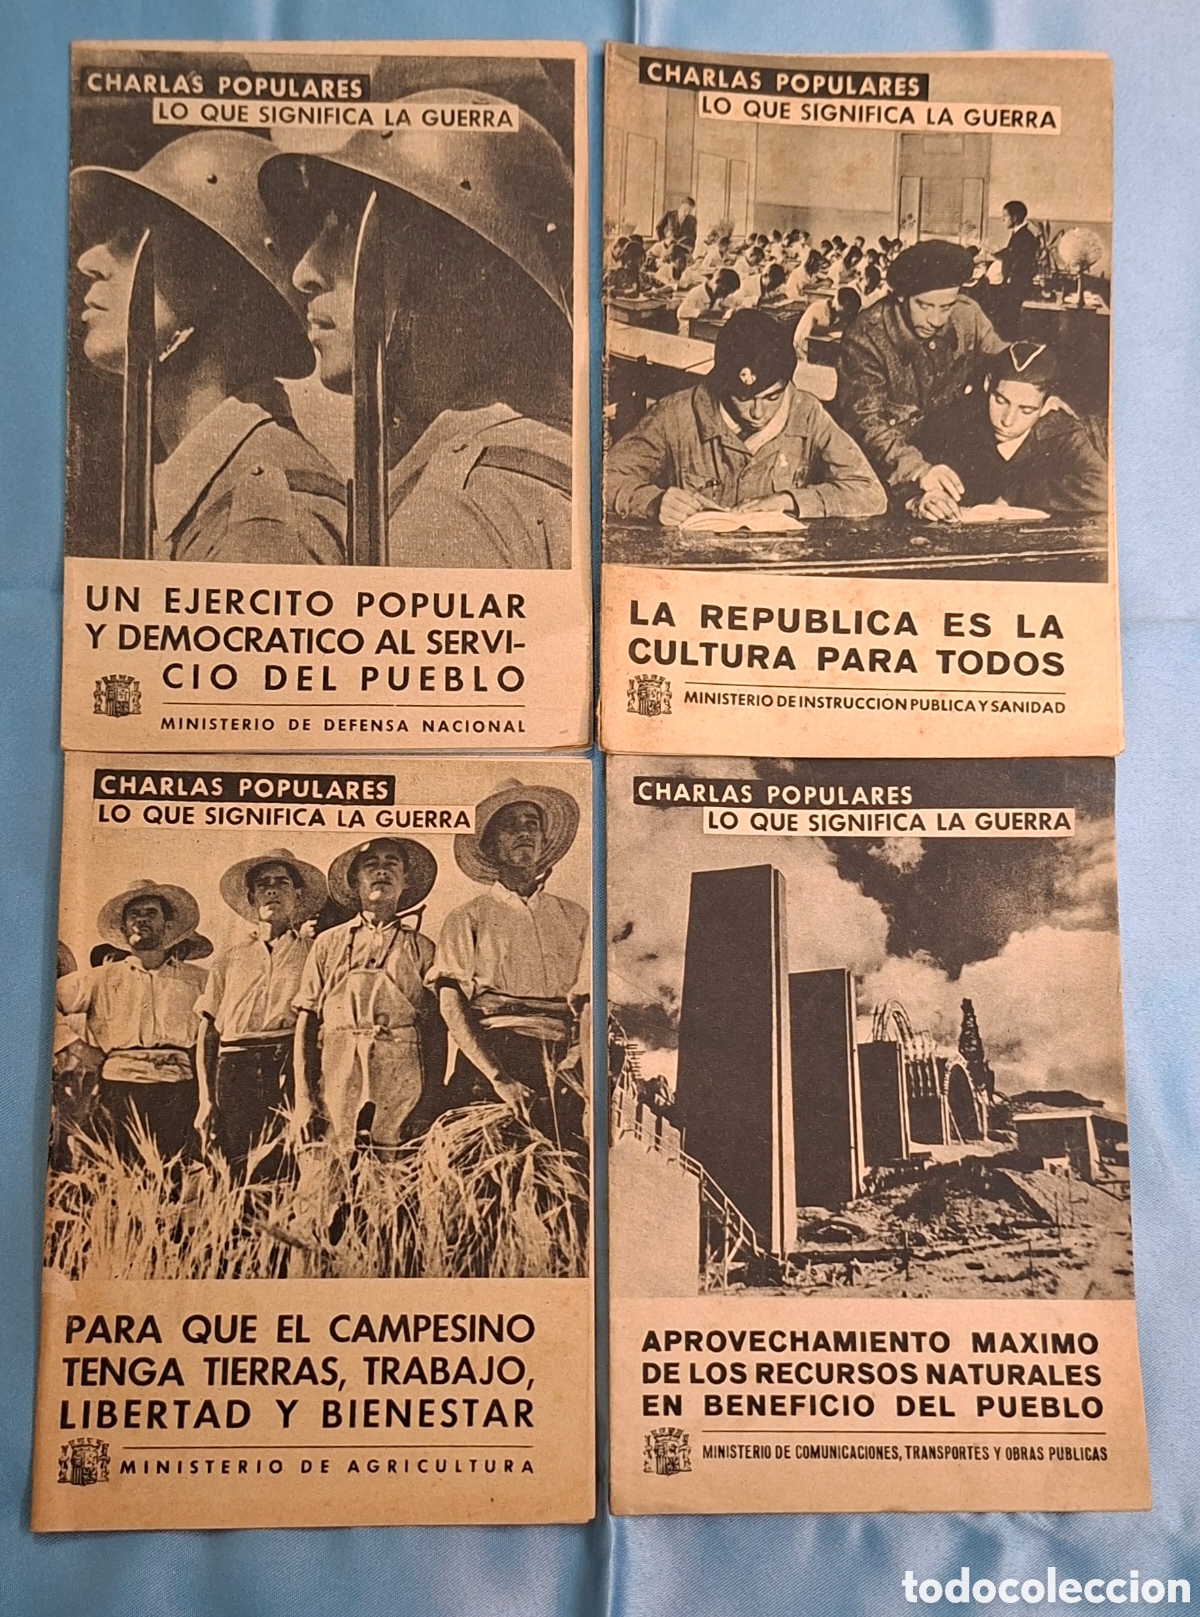 CHARLAS POPULARES
LO QUE SIGNIFICA LA GUERRA
UN EJERCITO POPULAR
Y DEMOCRATICO AL SERVI-
CIO DEL PUEBLO
MINISTERIO DE DEFENSA NACIONAL
CHARLAS POPULARES
LO QUE SIGNIFICA LA GUERRA
LA REPUBLICA ES LA
CULTURA PARA TODOS
MINISTERIO DE INSTRUCCION PUBLICA Y SANIDAD
CHARLAS POPULARES
LO QUE SIGNIFICA LA GUERRA
PARA QUE EL CAMPESINO
TENGA TIERRAS, TRABAJO,
LIBERTAD Y BIENESTAR
MINISTERIO DE AGRICULTURA
CHARLAS POPULARES
LO QUE SIGNIFICA LA GUERRA
APROVECHAMIENTO MAXIMO
DE LOS RECURSOS NATURALES
EN BENEFICIO DEL PUEBLO
MINISTERIO DE COMUNICACIONES, TRANSPORTES Y OBRAS PUBLICAS
todocoleccion